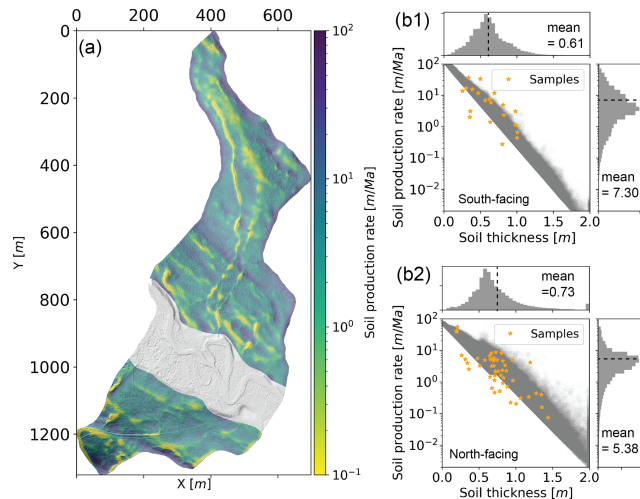 0 200 400 600
(a)
0
200
400
600
800
1000
1200
Y [m]
X [m]
10²
10¹
10⁰
10⁻¹
Soil production rate [m/Ma]
(b1)
mean
= 0.61
10²
10¹
10⁰
10⁻¹
10⁻²
Soil production rate [m/Ma]
Samples
South-facing
mean
= 7.30
0.0 0.5 1.0 1.5 2.0
Soil thickness [m]
(b2)
mean
=0.73
10²
10¹
10⁰
10⁻¹
10⁻²
Soil production rate [m/Ma]
Samples
North-facing
mean
= 5.38
0.0 0.5 1.0 1.5 2.0
Soil thickness [m]